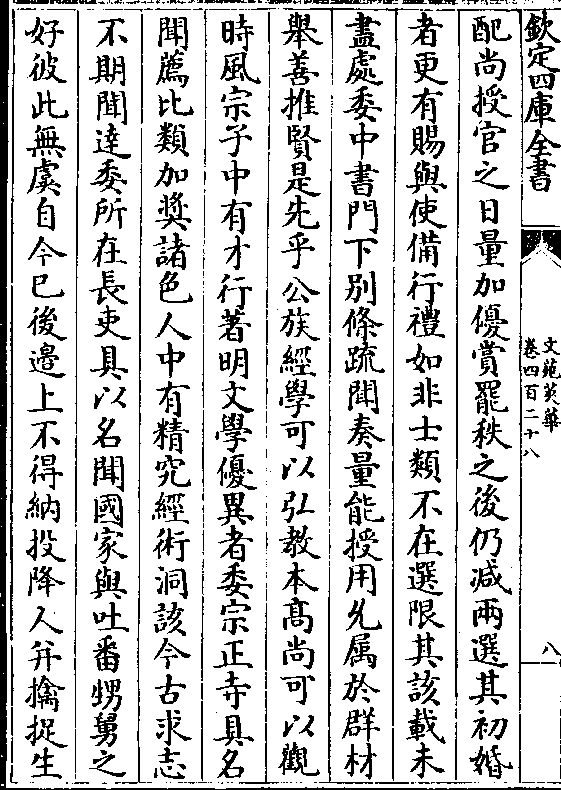 欽定四庫全書
文苑英華
卷四百二十八
八
配尚授官之日量加優賞罷秩之後仍減兩選其初婚
者更有賜與使備行禮如非士類不在選限其該載未
盡處委中書門下別條疏聞奏量能授用凡属於群材
舉善推賢是先乎公族經學可以弘教本髙尚可以觀
時風宗子中有才行著明文學優異者委宗正寺具名
聞薦比類加奬諸色人中有精究經術洞該今古求志
不期聞達委所在長吏具以名聞國家與吐番甥舅之
好彼此無虞自今已後邉上不得納投降人并擒捉生